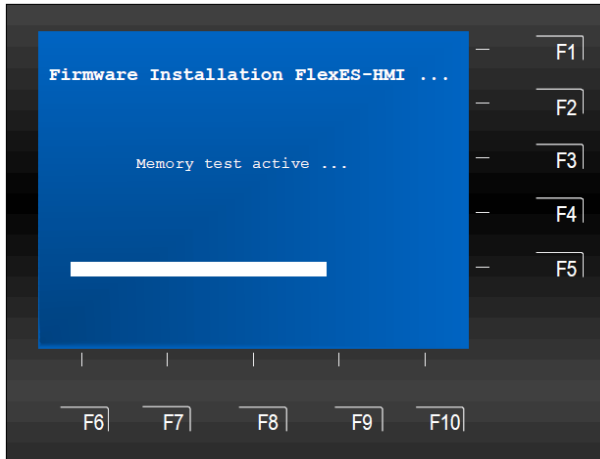 Firmware Installation FlexES-HMI ...
Memory test active ...
F1
F2
F3
F4
F5
F6 F7 F8 F9 F10